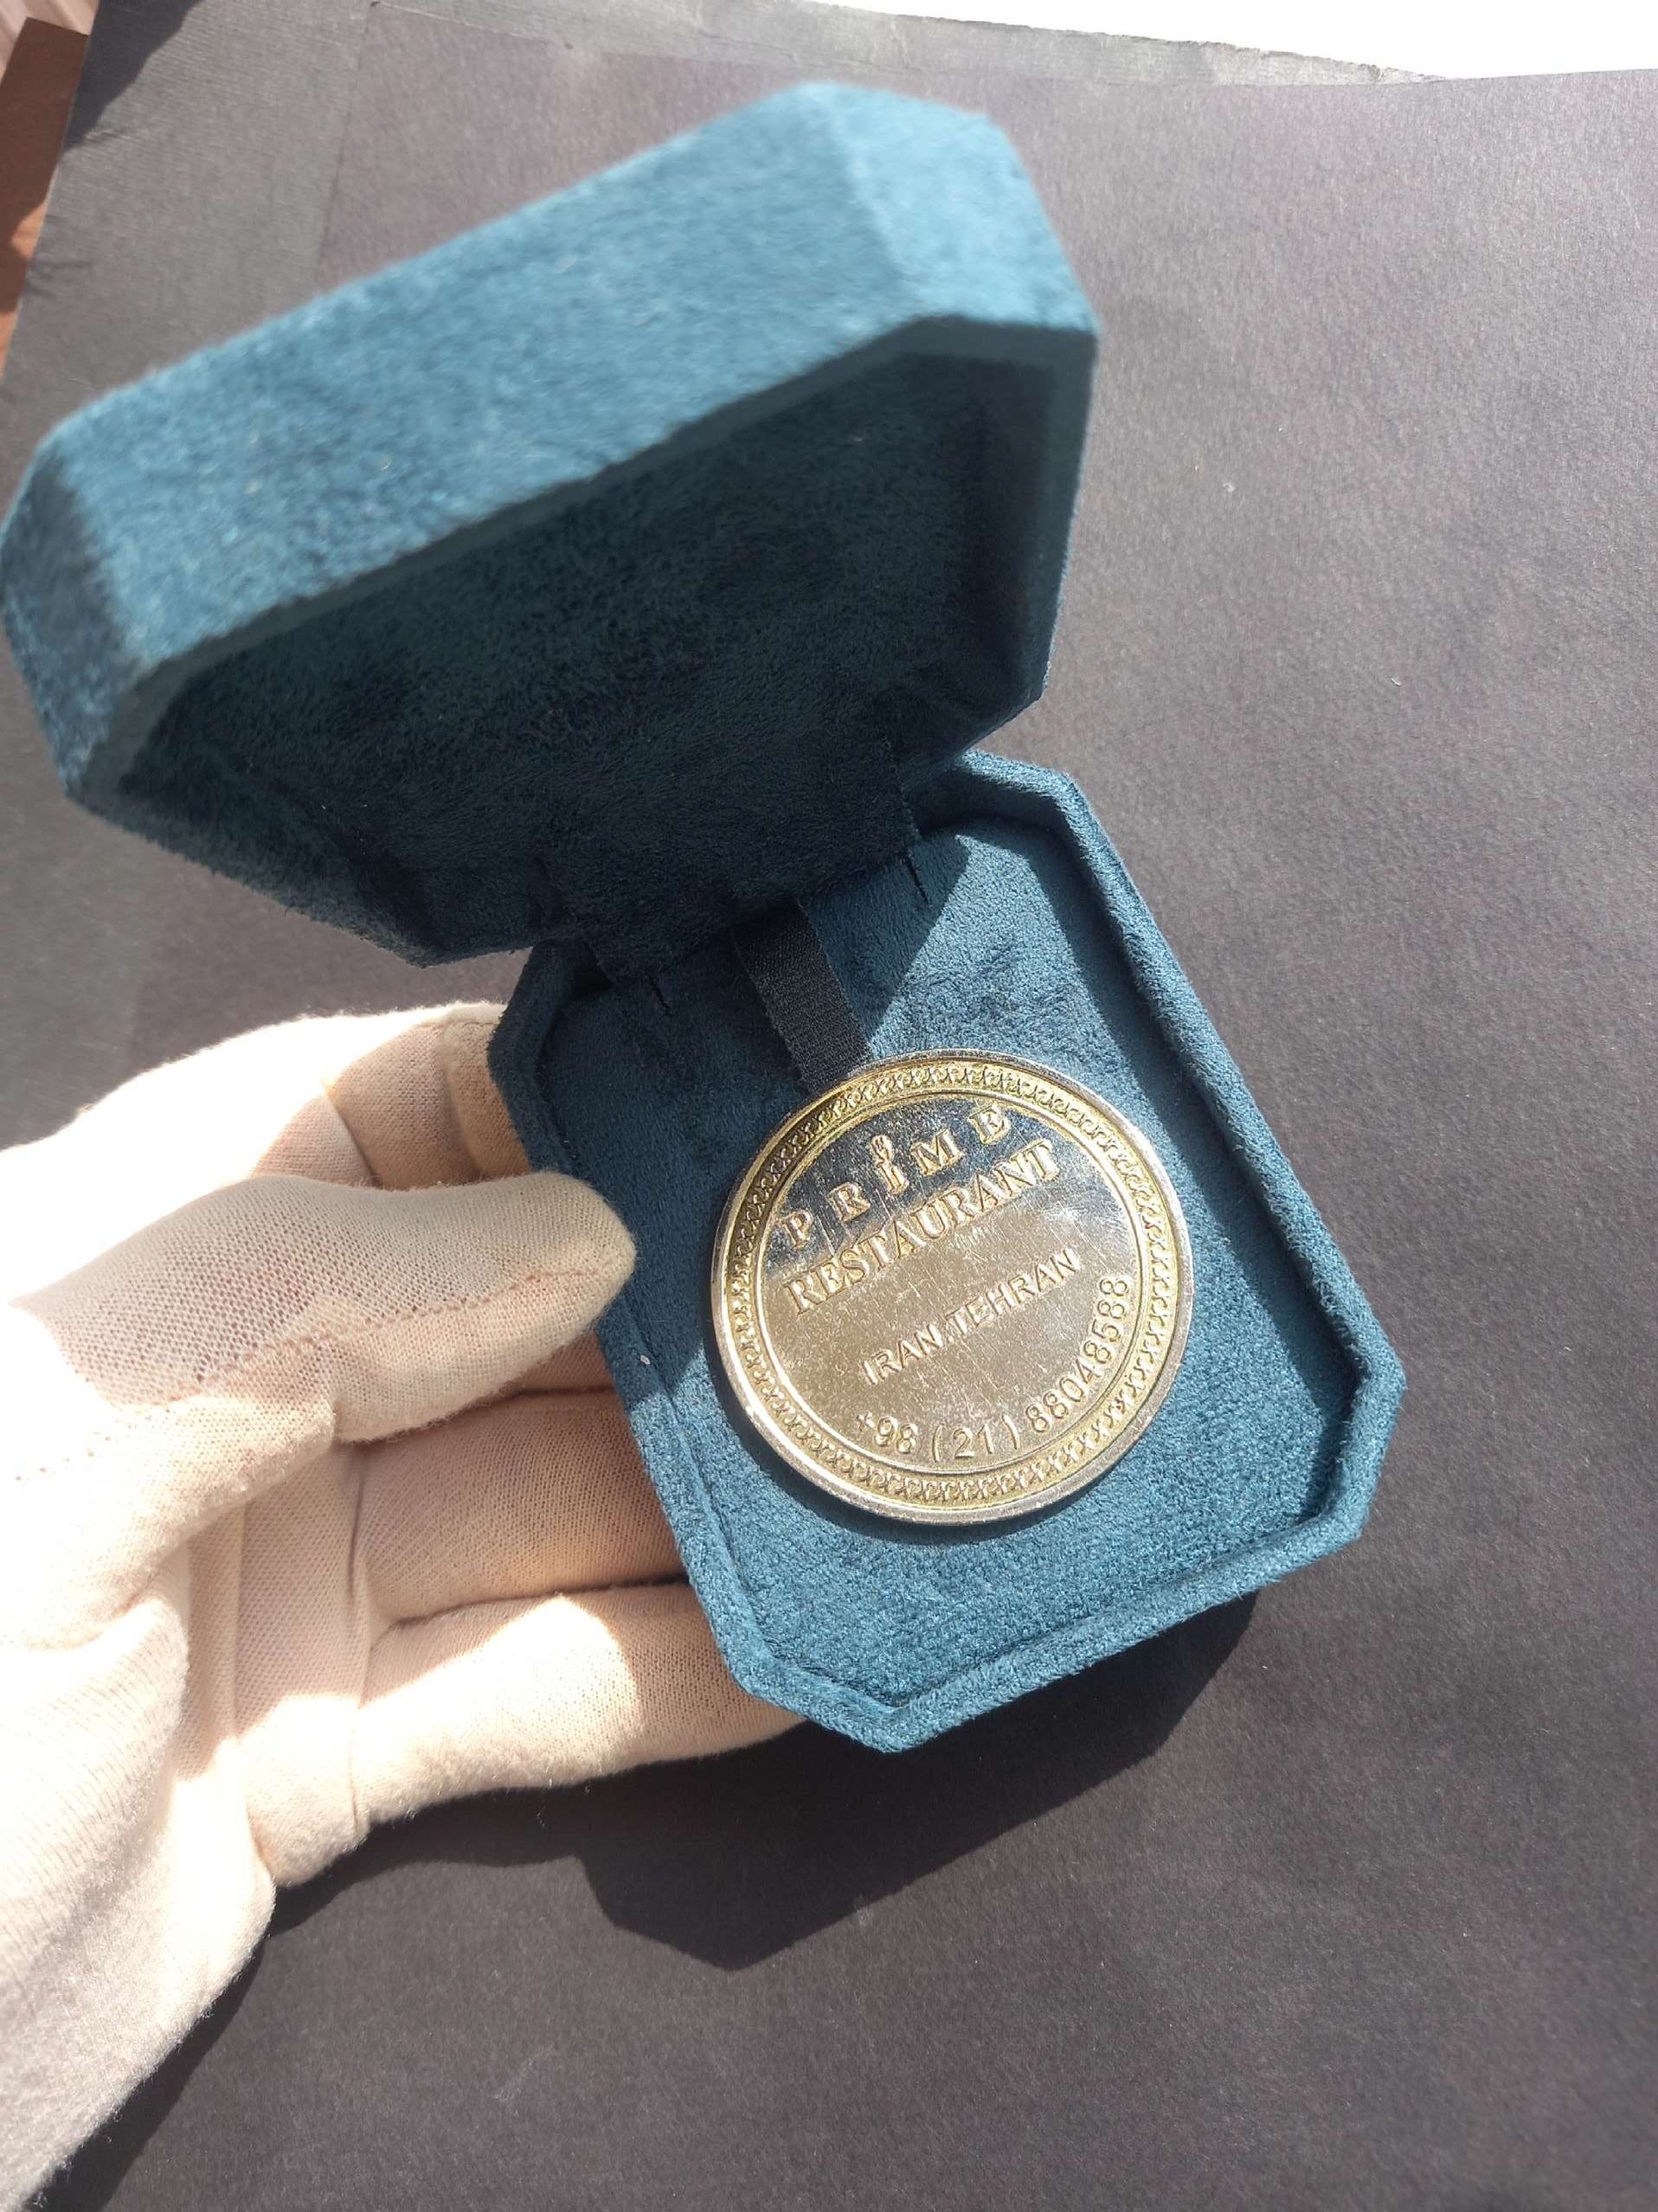 PRIME
RESTAURANT
IRAN.TEHRAN
+98 (21) 88048588